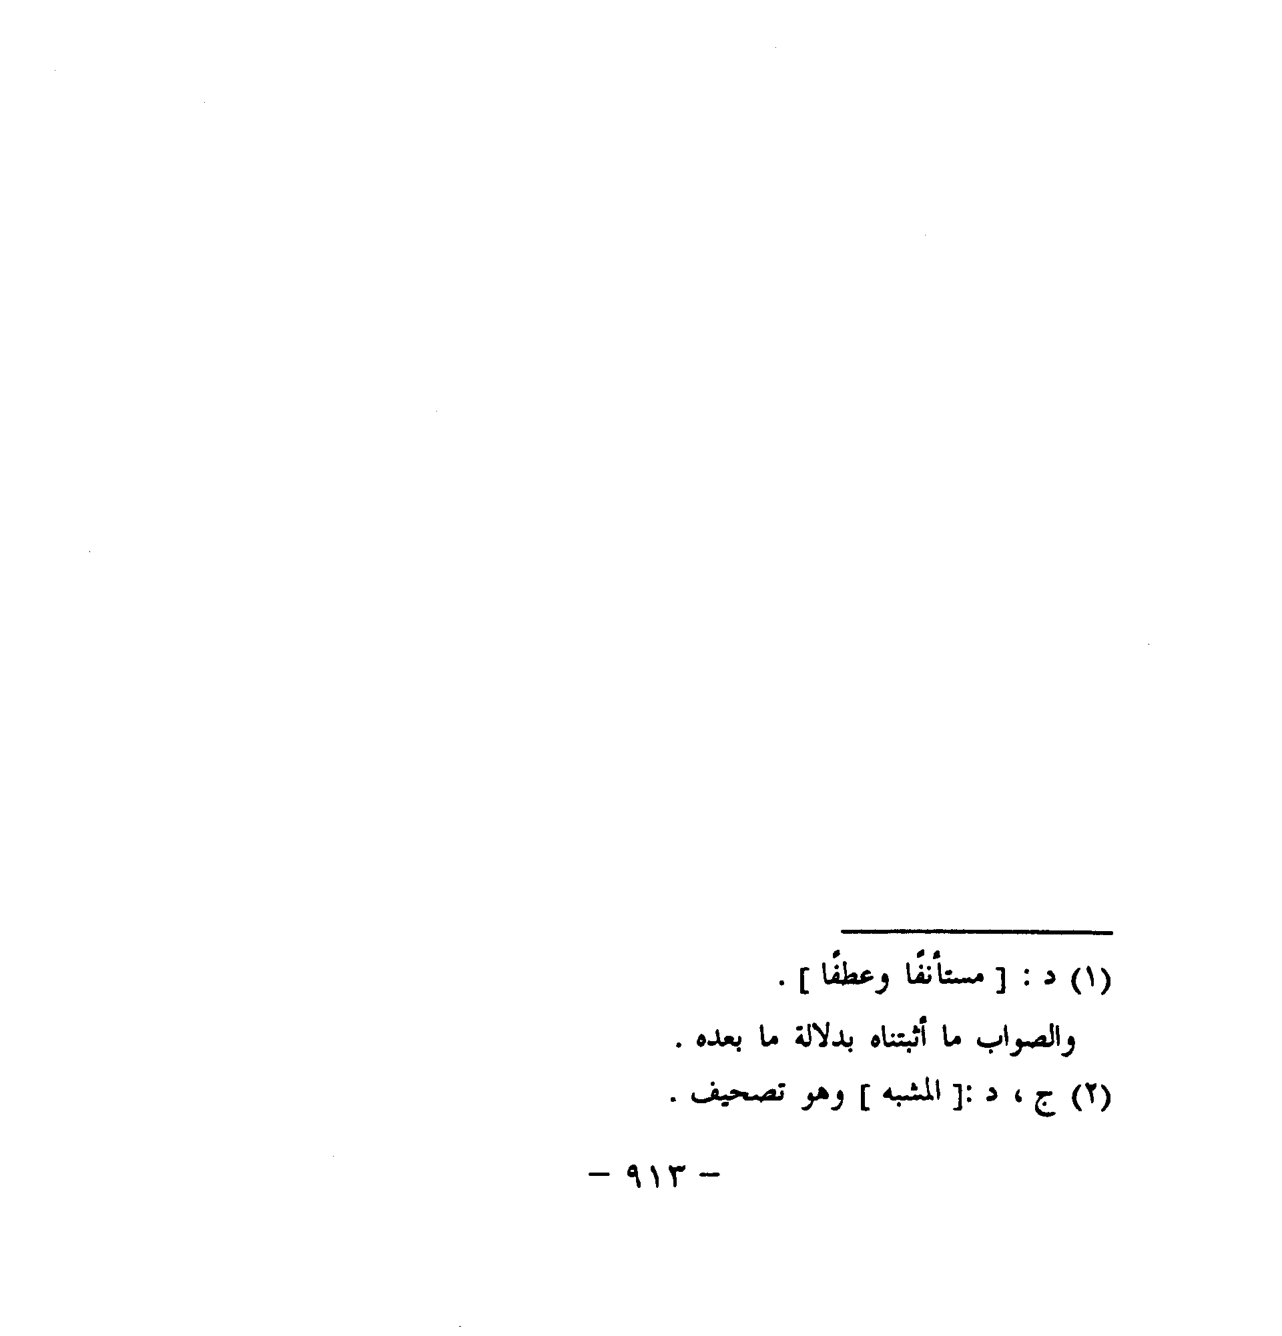 (١) د : [ مستأنفًا وعطفًا ] .
والصواب ما أثبتناه بدلالة ما بعده .
(٢) ج ، د :[ المشبه ] وهو تصحيف .
– ٩١٣ –